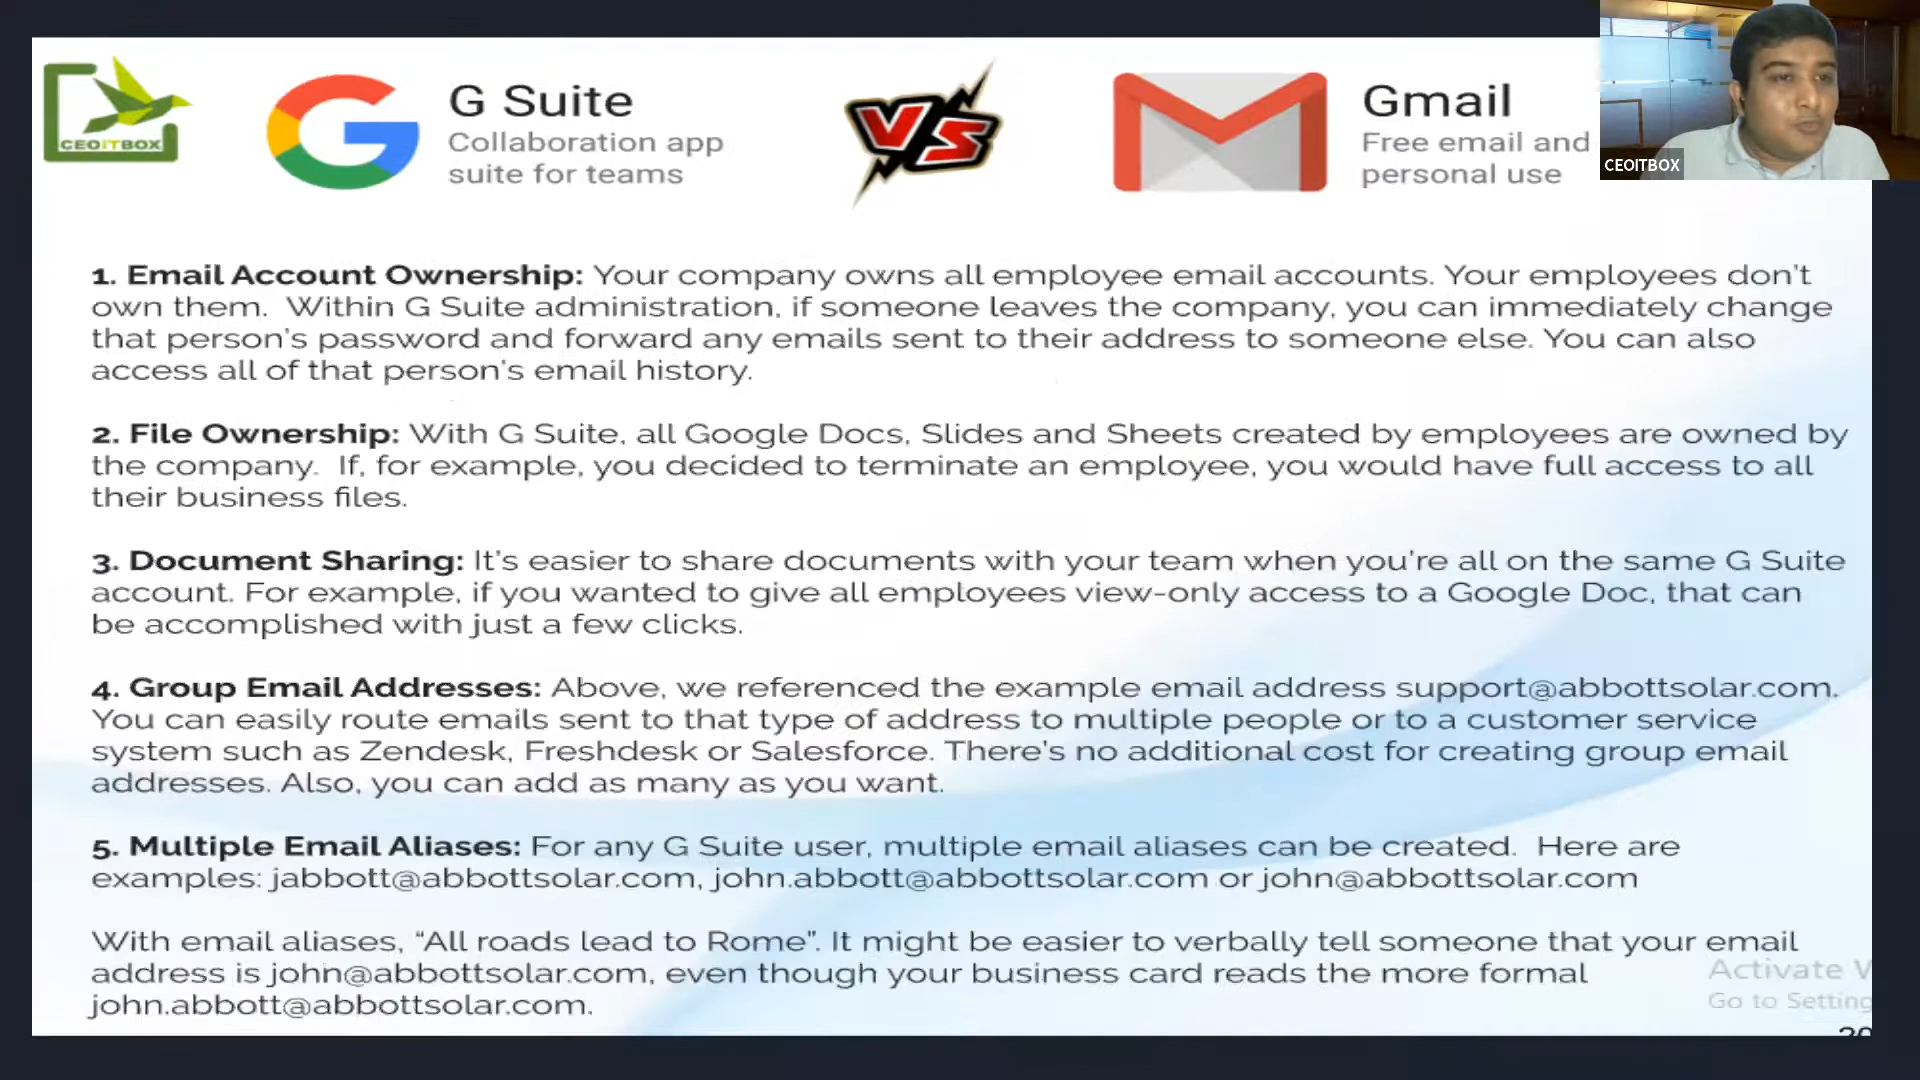 CEOITBOX
G Suite
Collaboration app
suite for teams
VS
Gmail
Free email and
personal use
CEOITBOX
1. Email Account Ownership: Your company owns all employee email accounts. Your employees don't
own them. Within G Suite administration, if someone leaves the company, you can immediately change
that person's password and forward any emails sent to their address to someone else. You can also
access all of that person's email history.
2. File Ownership: With G Suite, all Google Docs, Slides and Sheets created by employees are owned by
the company. If, for example, you decided to terminate an employee, you would have full access to all
their business files.
3. Document Sharing: It's easier to share documents with your team when you're all on the same G Suite
account. For example, if you wanted to give all employees view-only access to a Google Doc, that can
be accomplished with just a few clicks.
4. Group Email Addresses: Above, we referenced the example email address support@abbottsolar.com.
You can easily route emails sent to that type of address to multiple people or to a customer service
system such as Zendesk, Freshdesk or Salesforce. There's no additional cost for creating group email
addresses. Also, you can add as many as you want.
5. Multiple Email Aliases: For any G Suite user, multiple email aliases can be created. Here are
examples: jabbott@abbottsolar.com, john.abbott@abbottsolar.com or john@abbottsolar.com
With email aliases, “All roads lead to Rome”. It might be easier to verbally tell someone that your email
address is john@abbottsolar.com, even though your business card reads the more formal
john.abbott@abbottsolar.com.
Activate
Go to Setting